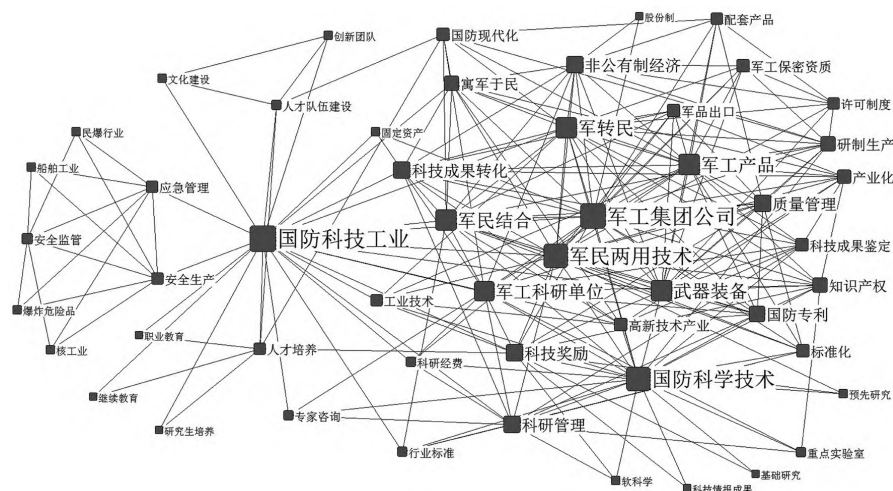 股份制
配套产品
创新团队
国防现代化
非公有制经济
军工保密资质
文化建设
寓军于民
人才队伍建设
军品出口
许可制度
民爆行业
固定资产
军转民
研制生产
船舶工业
科技成果转化
军工产品
产业化
应急管理
质量管理
军民结合
军工集团公司
安全监管
国防科技工业
科技成果鉴定
军民两用技术
安全生产
军工科研单位
武器装备
知识产权
爆炸危险品
工业技术
国防专利
职业教育
高新技术产业
核工业
人才培养
科技奖励
标准化
科研经费
国防科学技术
继续教育
预先研究
专家咨询
科研管理
研究生培养
行业标准
重点实验室
基础研究
软科学
科技情报成果